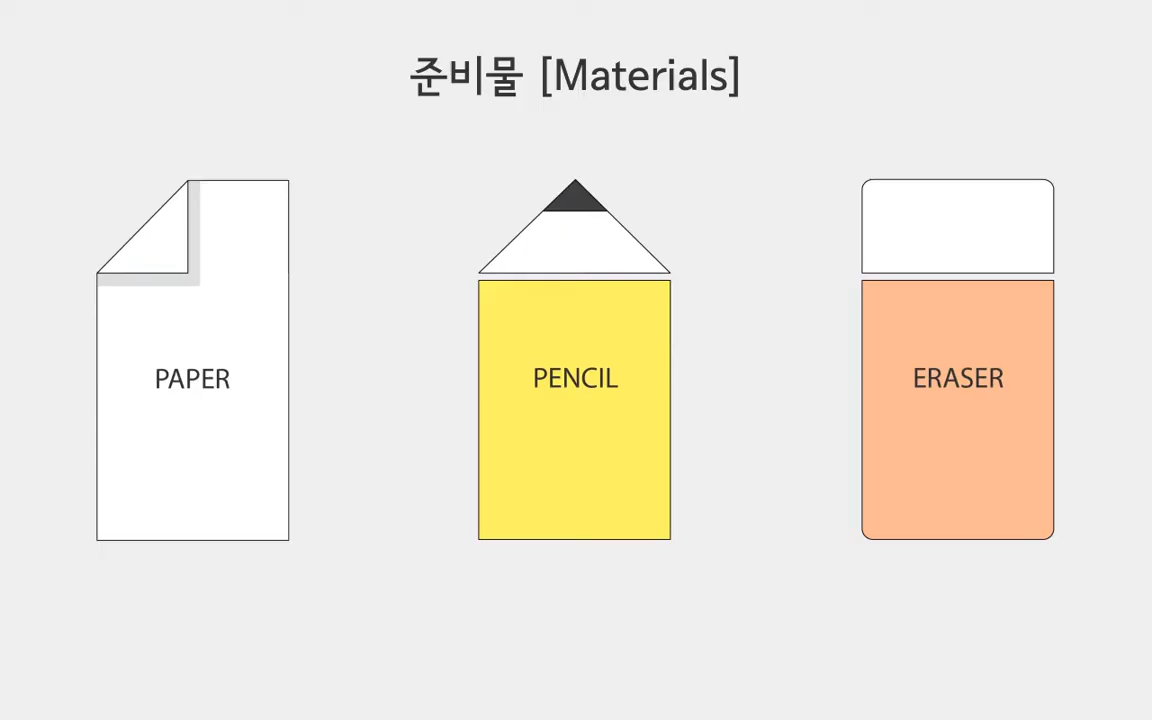 준비물 [Materials]
PAPER
PENCIL
ERASER